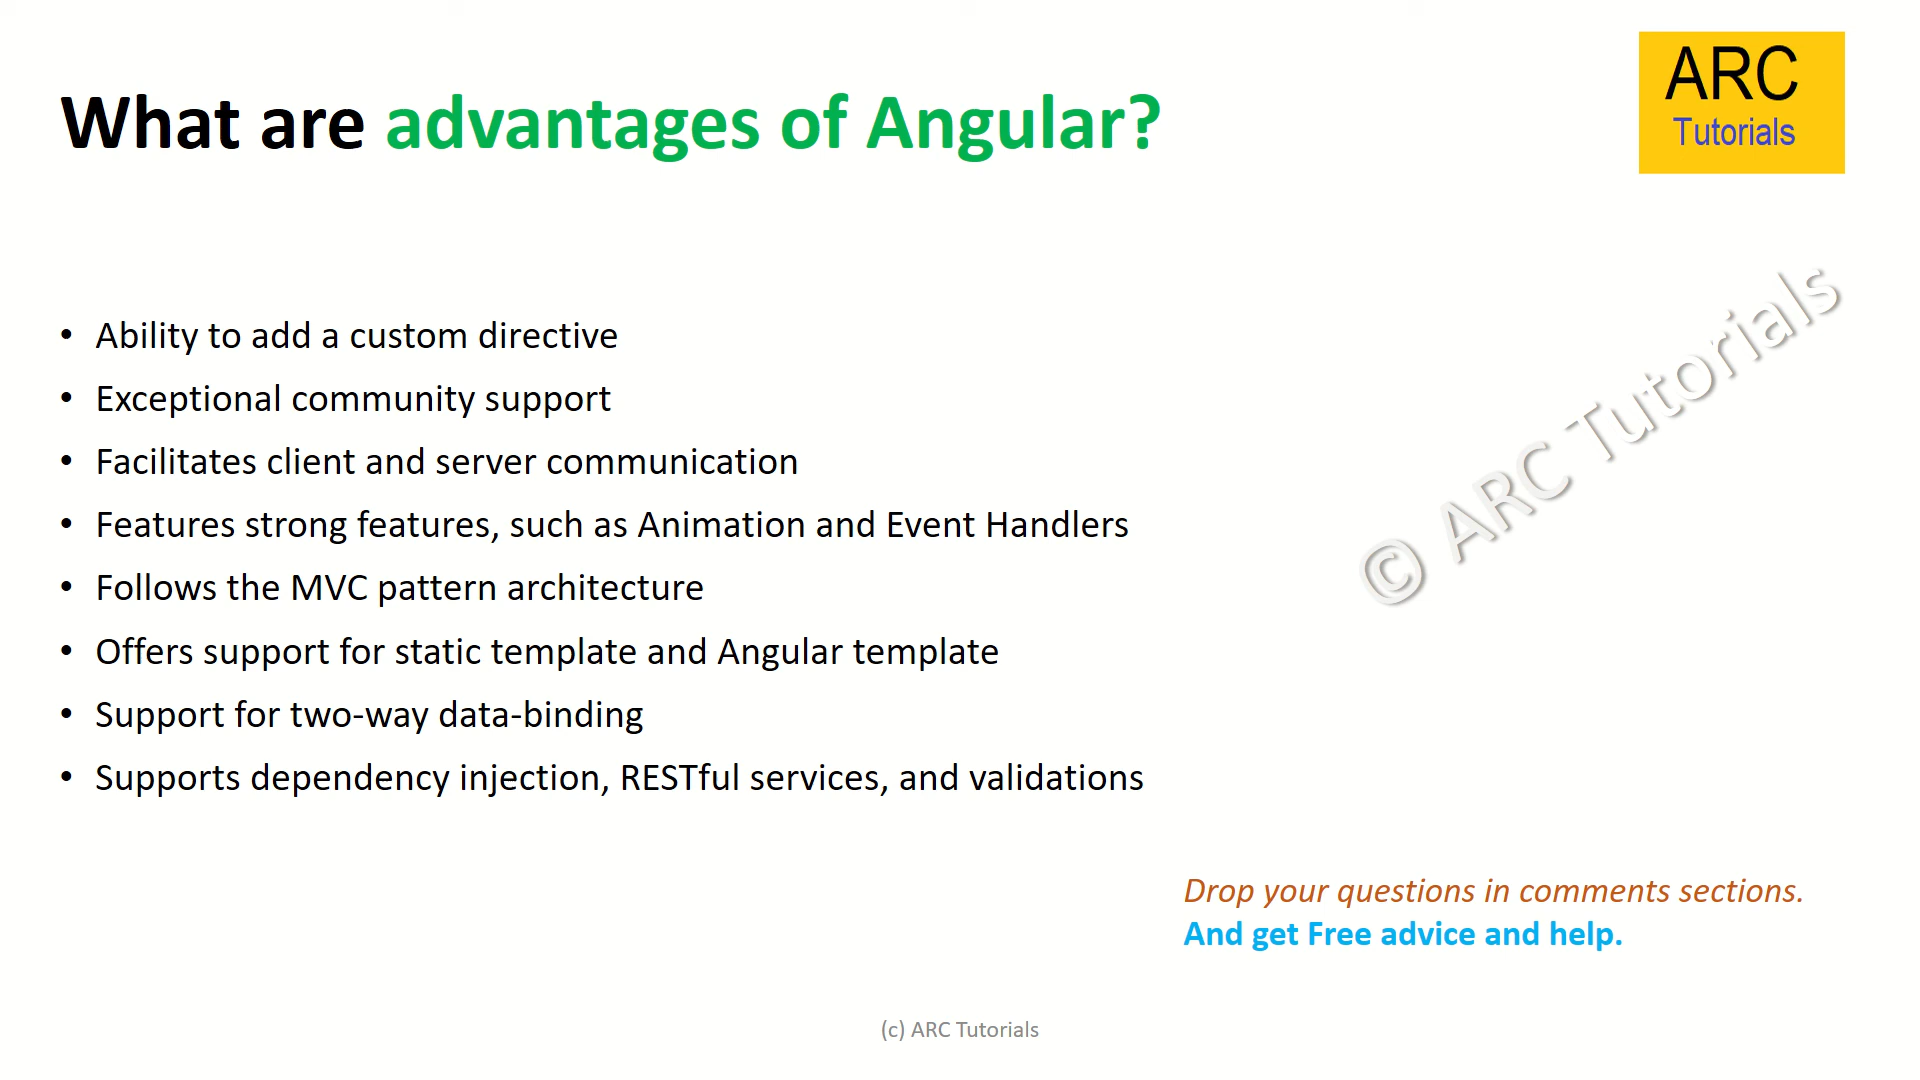 What are advantages of Angular?
ARC
Tutorials
• Ability to add a custom directive
• Exceptional community support
• Facilitates client and server communication
• Features strong features, such as Animation and Event Handlers
• Follows the MVC pattern architecture
• Offers support for static template and Angular template
• Support for two-way data-binding
• Supports dependency injection, RESTful services, and validations
© ARC Tutorials
Drop your questions in comments sections.
And get Free advice and help.
(c) ARC Tutorials